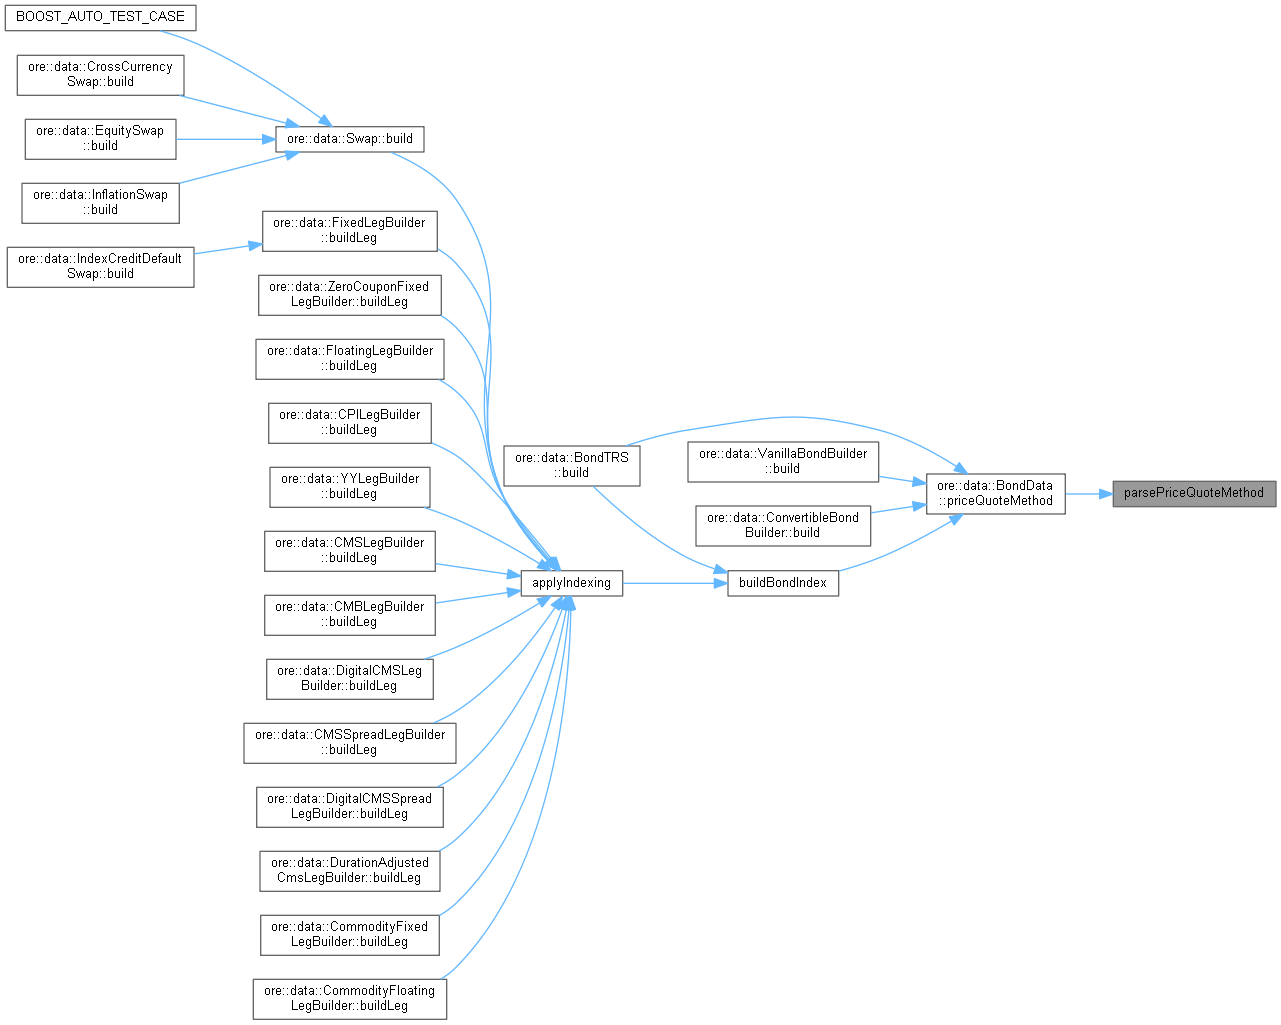 BOOST_AUTO_TEST_CASE
ore::data::CrossCurrency
Swap::build
ore::data::EquitySwap
::build
ore::data::InflationSwap
::build
ore::data::IndexCreditDefault
Swap::build
ore::data::Swap::build
ore::data::FixedLegBuilder
::buildLeg
ore::data::ZeroCouponFixed
LegBuilder::buildLeg
ore::data::FloatingLegBuilder
::buildLeg
ore::data::CPILegBuilder
::buildLeg
ore::data::YYLegBuilder
::buildLeg
ore::data::CMSLegBuilder
::buildLeg
ore::data::CMBLegBuilder
::buildLeg
ore::data::DigitalCMSLeg
Builder::buildLeg
ore::data::CMSSpreadLegBuilder
::buildLeg
ore::data::DigitalCMSSpread
LegBuilder::buildLeg
ore::data::DurationAdjusted
CmsLegBuilder::buildLeg
ore::data::CommodityFixed
LegBuilder::buildLeg
ore::data::CommodityFloating
LegBuilder::buildLeg
ore::data::BondTRS
::build
applyIndexing
ore::data::VanillaBondBuilder
::build
ore::data::ConvertibleBond
Builder::build
buildBondIndex
ore::data::BondData
::priceQuoteMethod
parsePriceQuoteMethod